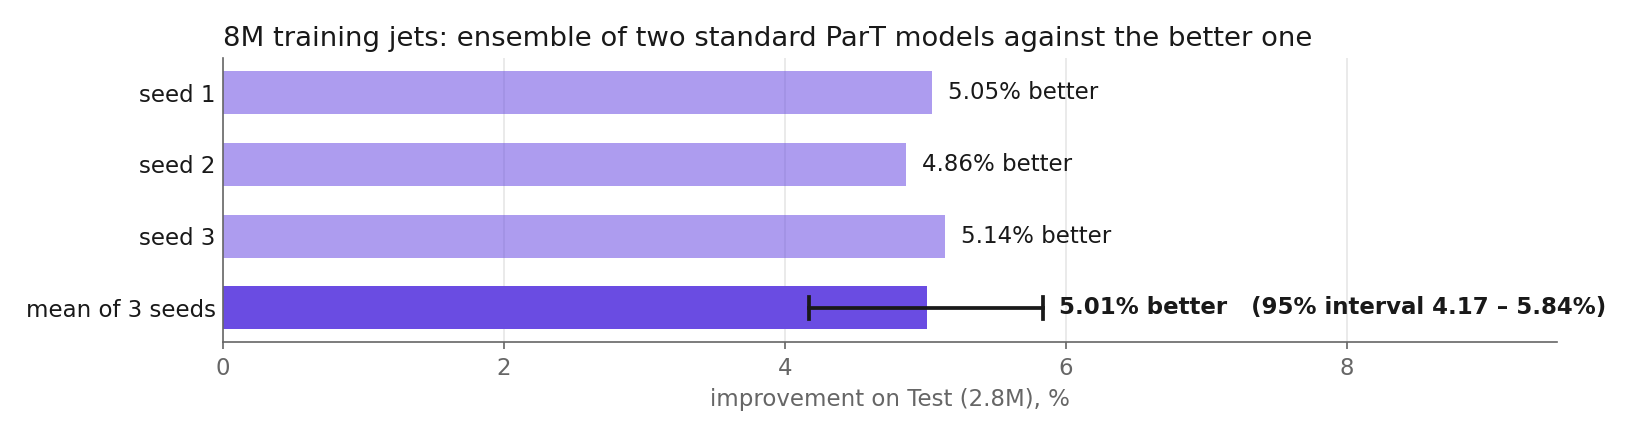 8M training jets: ensemble of two standard ParT models against the better one
seed 1
5.05% better
seed 2
4.86% better
seed 3
5.14% better
mean of 3 seeds
5.01% better (95% interval 4.17 – 5.84%)
0 2 4 6 8
improvement on Test (2.8M), %